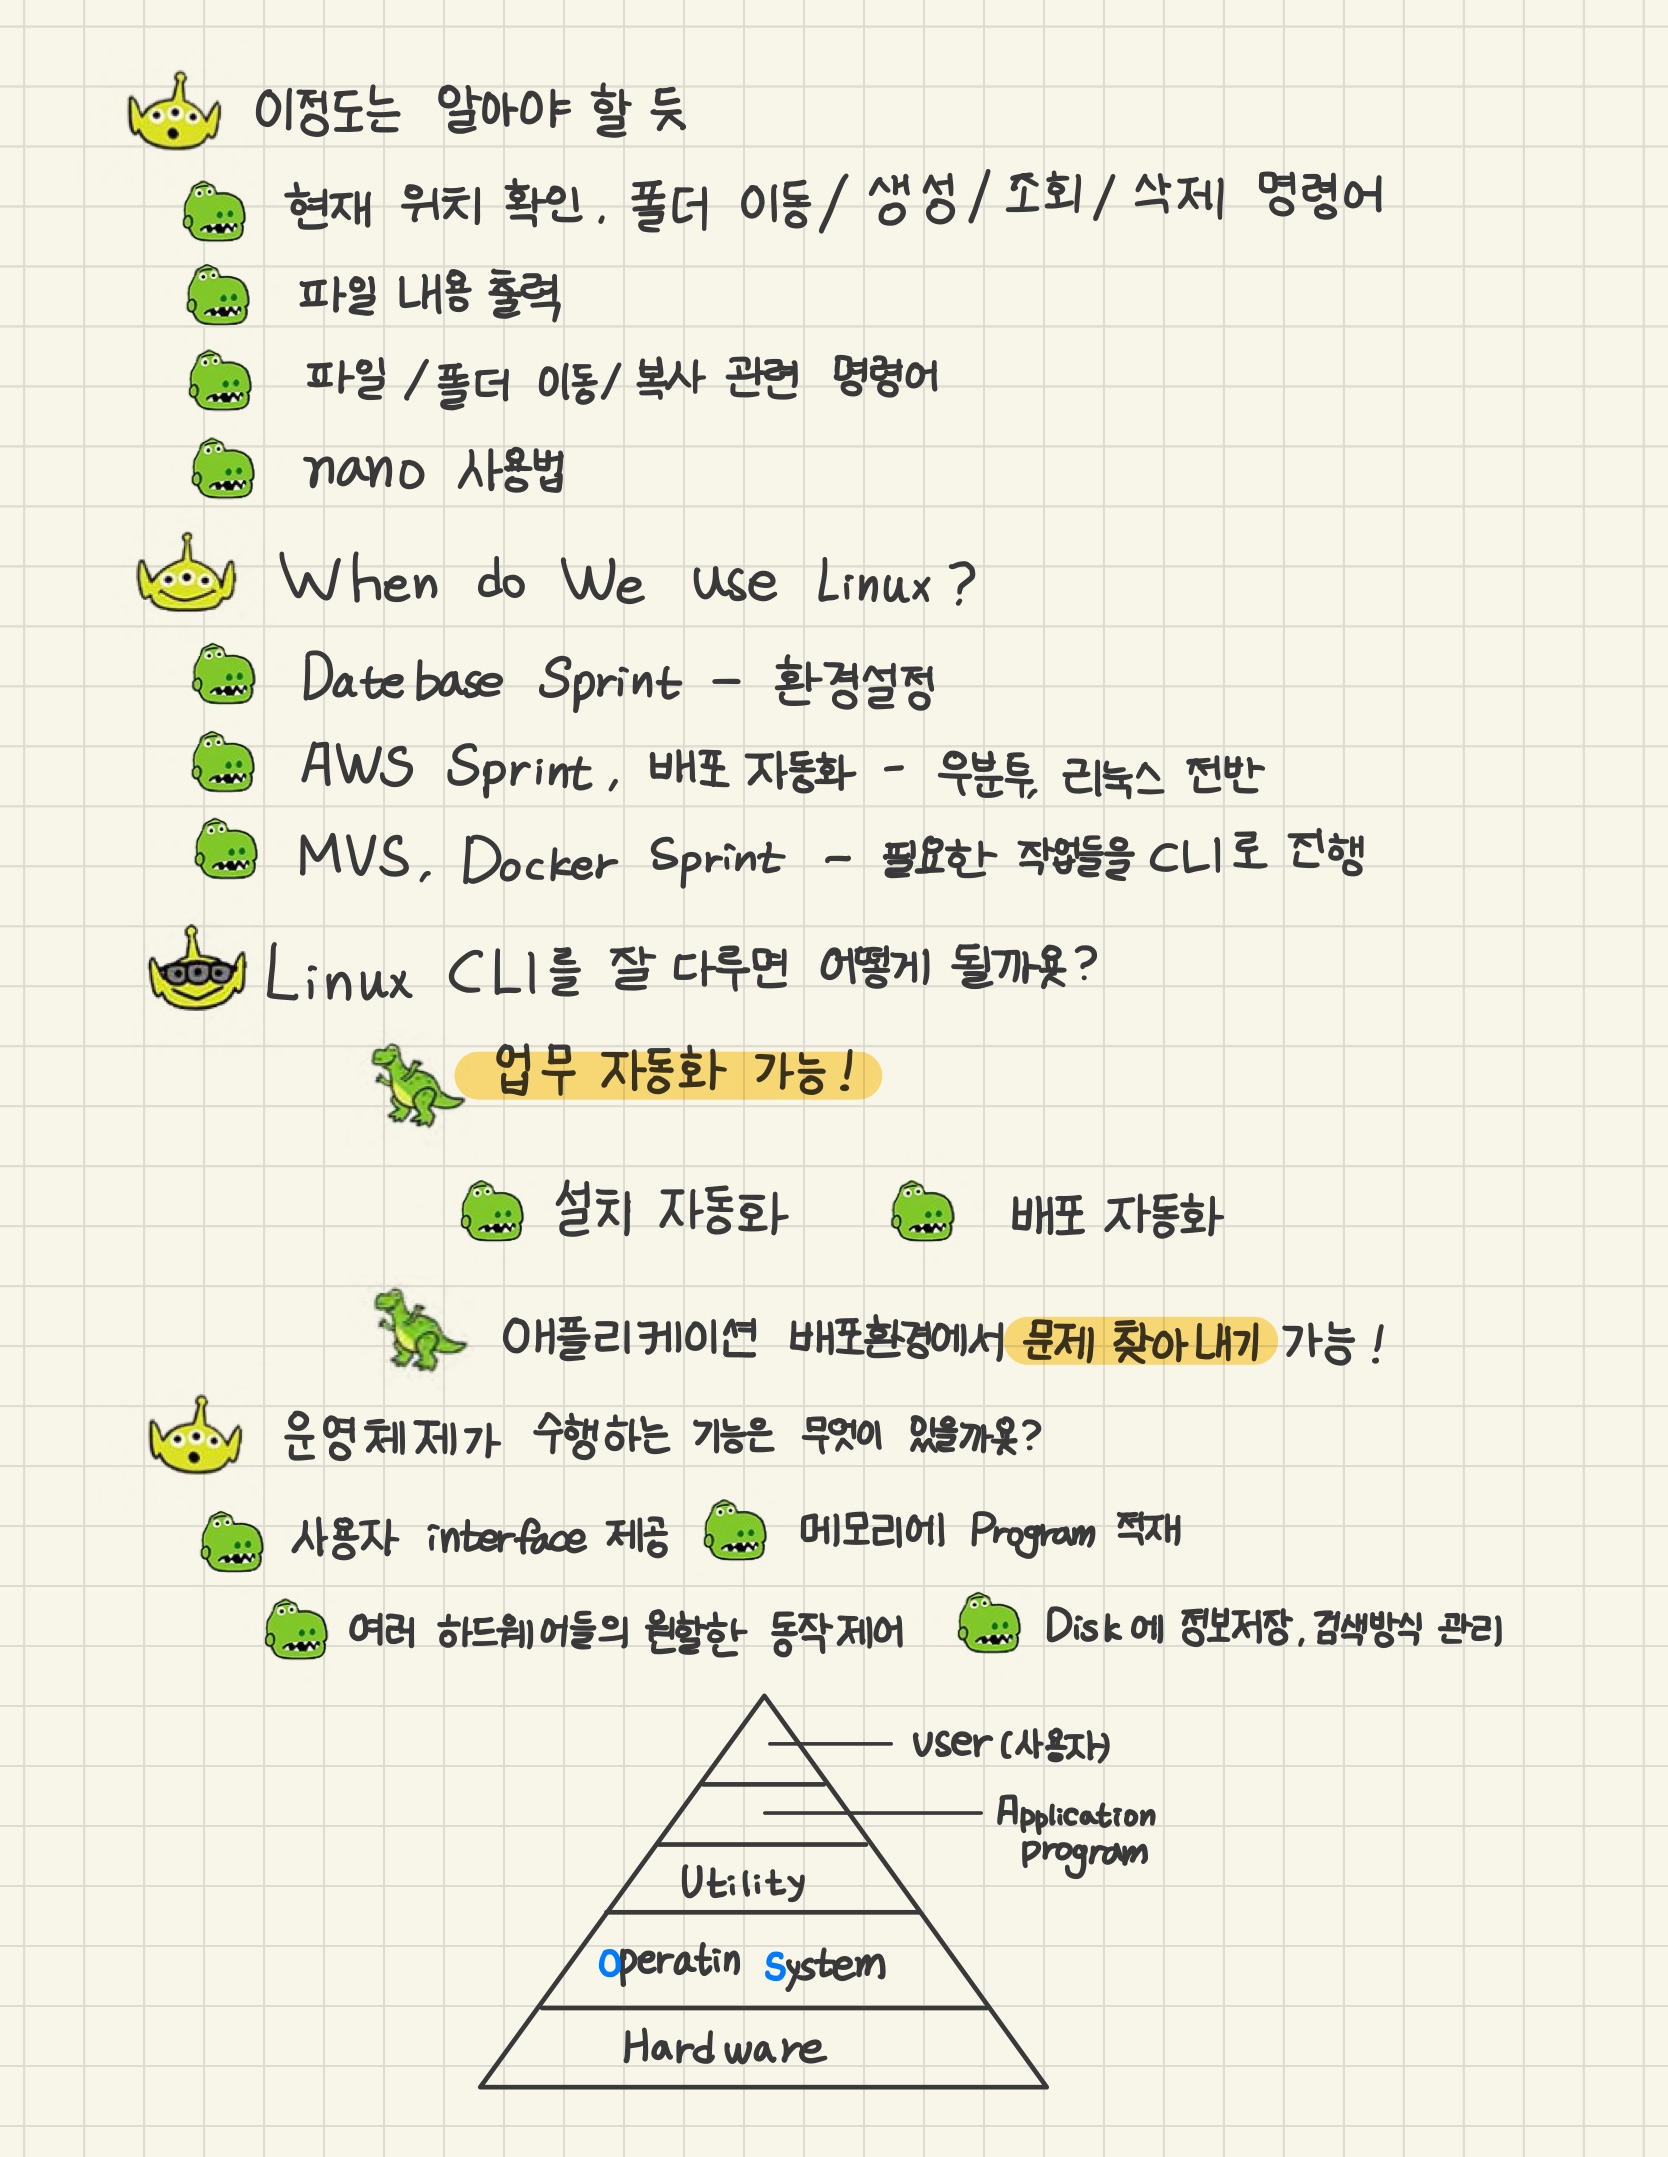 이정도는 알아야 할 듯
현재 위치 확인, 폴더 이동/생성/조회/삭제 명령어
파일 내용 출력
파일/폴더 이동/복사 관련 명령어
nano 사용법
When do We use Linux?
Datebase Sprint - 환경설정
AWS Sprint, 배포 자동화 - 우분투, 리눅스 전반
MVS, Docker Sprint - 필요한 작업들을 CLI로 진행
Linux CLI를 잘 다루면 어떻게 될까욧?
업무 자동화 가능!
설치 자동화 배포 자동화
애플리케이션 배포환경에서 문제 찾아내기 가능!
운영체제가 수행하는 기능은 무엇이 있을까욧?
사용자 interface 제공 메모리에 Program 적재
여러 하드웨어들의 원활한 동작제어 Disk에 정보저장, 검색방식 관리
user(사용자)
Application
program
Utility
Operatin System
Hardware